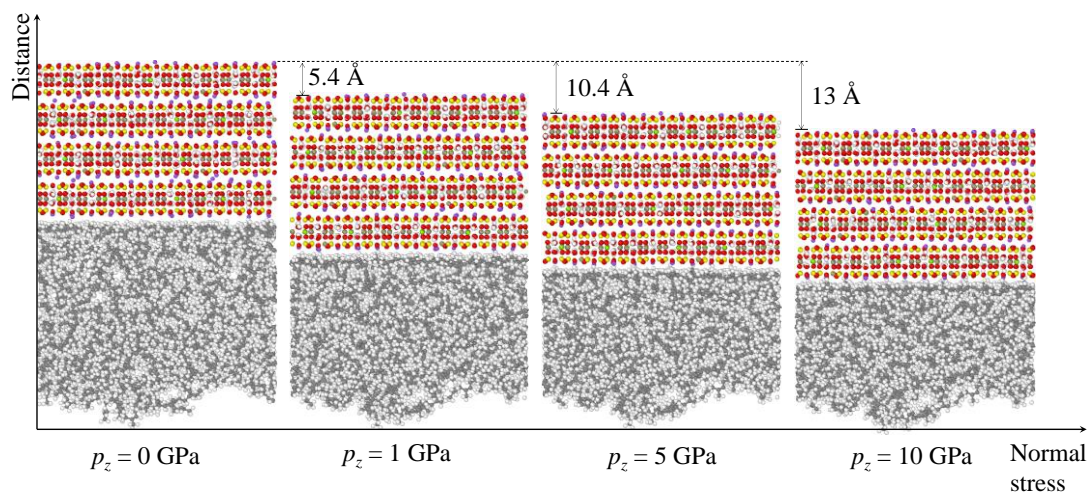 Distance
5.4 Å
10.4 Å
13 Å
p_z = 0 GPa
p_z = 1 GPa
p_z = 5 GPa
p_z = 10 GPa
Normal
stress